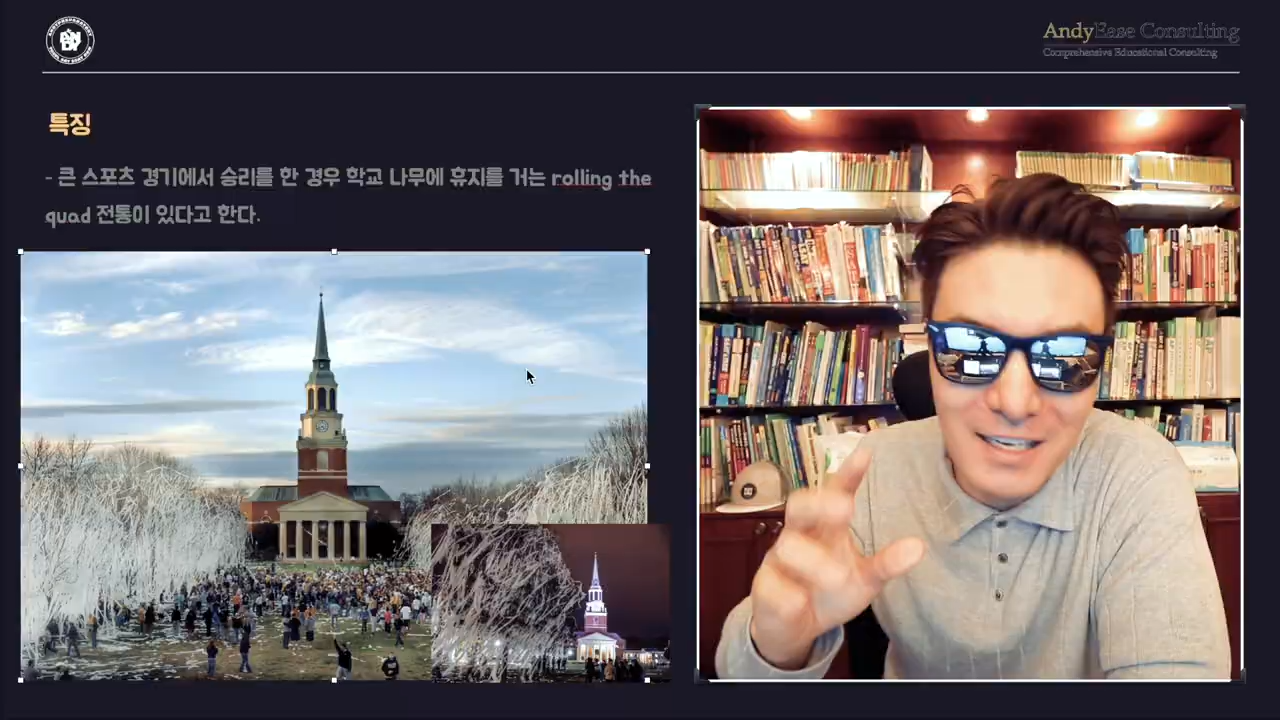 AndyEase Consulting
Comprehensive Educational Consulting
특징
- 큰 스포츠 경기에서 승리를 한 경우 학교 나무에 휴지를 거는 rolling the
quad 전통이 있다고 한다.